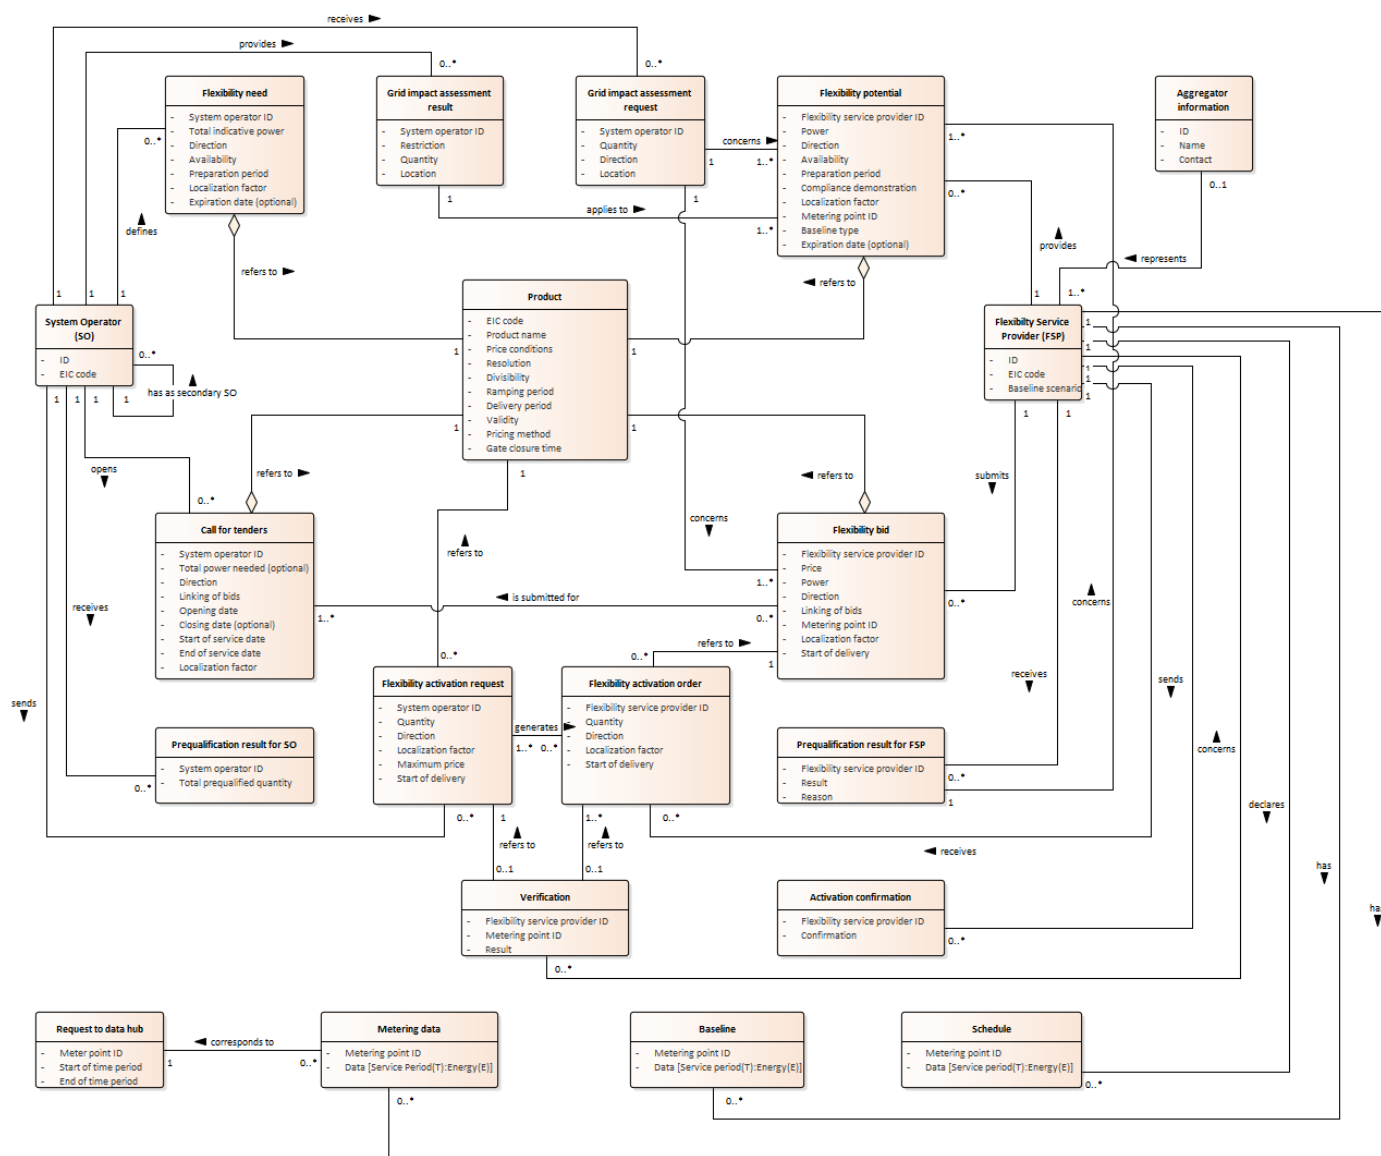 receives
provides
0..*
0..*
Flexibility need
- System operator ID
- Total indicative power
- Direction
- Availability
- Preparation period
- Localization factor
- Expiration date (optional)
0..*
Grid impact assessment
result
- System operator ID
- Restriction
- Quantity
- Location
1
Grid impact assessment
request
- System operator ID
- Quantity
- Direction
- Location
1
1
concerns
1..*
applies to
1..*
Flexibility potential
- Flexibility service provider ID
- Power
- Direction
- Availability
- Preparation period
- Compliance demonstration
- Localization factor
- Metering point ID
- Baseline type
- Expiration date (optional)
1..*
0..*
Aggregator
information
- ID
- Name
- Contact
0..1
defines
provides
represents
refers to
refers to
1
1
1
1
1..*
System Operator
(SO)
- ID
- EIC code
0..*
has as secondary SO
1
1
1
1
Product
- EIC code
- Product name
- Price conditions
- Resolution
- Divisibility
- Ramping period
- Delivery period
- Validity
- Pricing method
- Gate closure time
1
1
1
1
1
Flexibilty Service
Provider (FSP)
- ID
- EIC code
- Baseline scenario
1
1
1
1
1
1
1
opens
0..*
refers to
refers to
submits
concerns
refers to
Call for tenders
- System operator ID
- Total power needed (optional)
- Direction
- Linking of bids
- Opening date
- Closing date (optional)
- Start of service date
- End of service date
- Localization factor
1..*
is submitted for
0..*
1..*
Flexibility bid
- Flexibility service provider ID
- Price
- Power
- Direction
- Linking of bids
- Metering point ID
- Localization factor
- Start of delivery
0..*
concerns
receives
refers to
0..*
0..*
1
receives
sends
sends
concerns
Flexibility activation request
- System operator ID
- Quantity
- Direction
- Localization factor
- Maximum price
- Start of delivery
generates
1..*
0..*
Flexibility activation order
- Flexibility service provider ID
- Quantity
- Direction
- Localization factor
- Start of delivery
Prequalification result for SO
- System operator ID
- Total prequalified quantity
0..*
Prequalification result for FSP
- Flexibility service provider ID
- Result
- Reason
0..*
1
declares
0..*
1
1..*
0..*
refers to
refers to
receives
0..1
0..1
has
has
Verification
- Flexibility service provider ID
- Metering point ID
- Result
0..*
Activation confirmation
- Flexibility service provider ID
- Confirmation
0..*
Request to data hub
- Meter point ID
- Start of time period
- End of time period
1
corresponds to
0..*
Metering data
- Metering point ID
- Data [Service Period(T):Energy(E)]
0..*
Baseline
- Metering point ID
- Data [Service period(T):Energy(E)]
0..*
Schedule
- Metering point ID
- Data [Service period(T):Energy(E)]
0..*